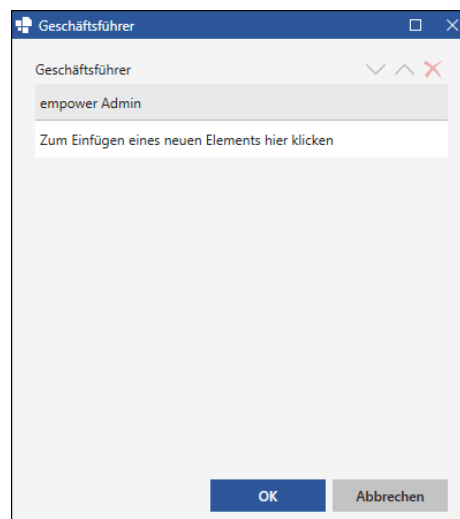 Geschäftsführer
Geschäftsführer
empower Admin
Zum Einfügen eines neuen Elements hier klicken
OK Abbrechen